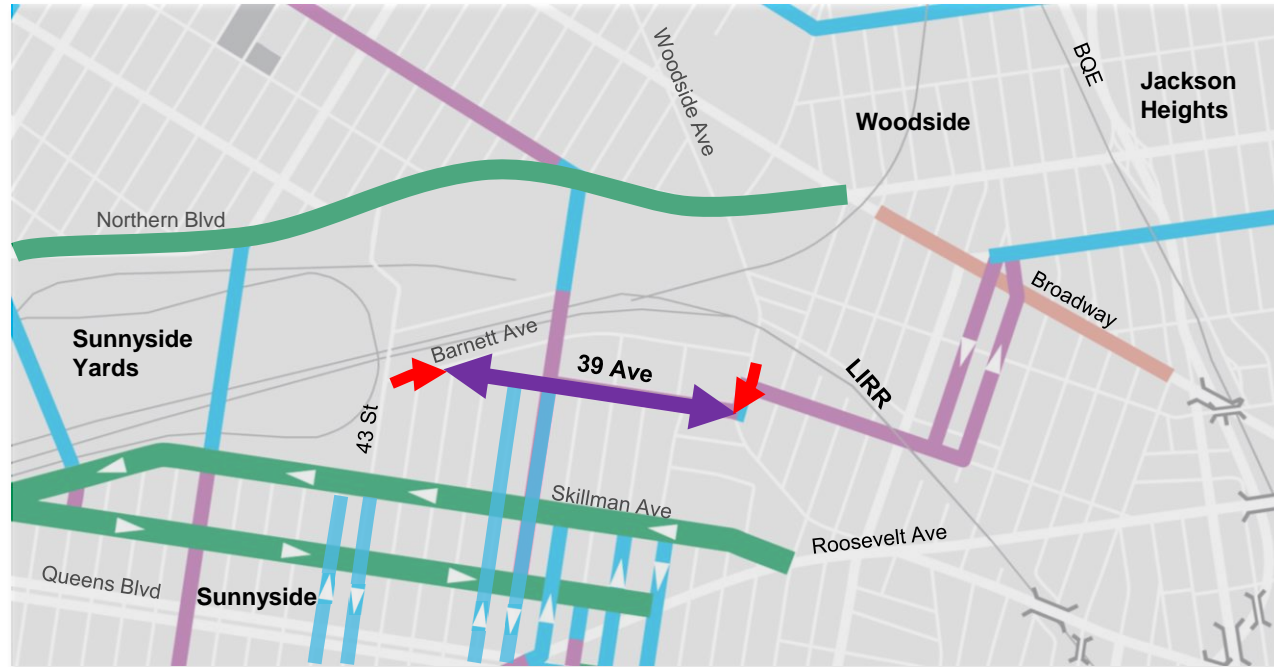 Woodside Ave
BQE
Jackson
Heights
Woodside
Northern Blvd
Broadway
Sunnyside
Yards
Barnett Ave
39 Ave
LIRR
43 St
Skillman Ave
Roosevelt Ave
Queens Blvd
Sunnyside